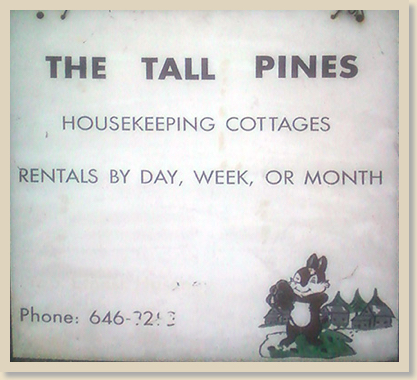 THE TALL PINES
HOUSEKEEPING COTTAGES
RENTALS BY DAY, WEEK, OR MONTH
Phone: